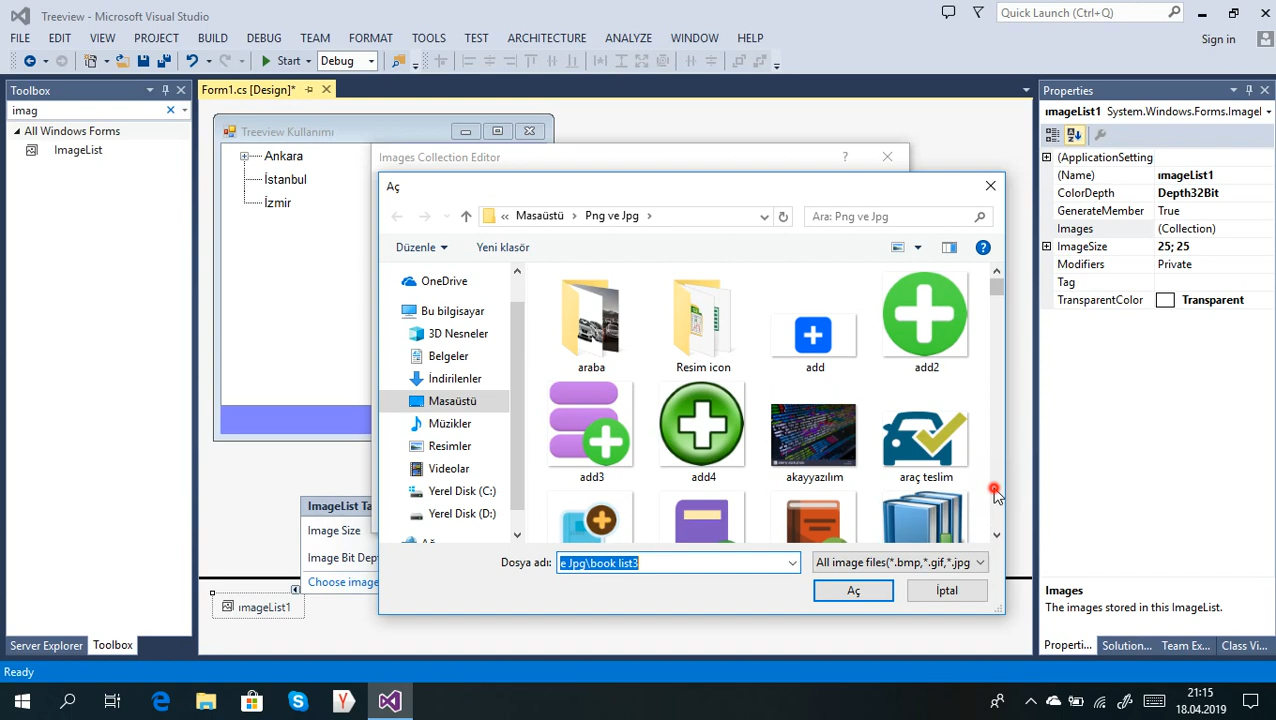 Treeview - Microsoft Visual Studio
Quick Launch (Ctrl+Q)
FILE EDIT VIEW PROJECT BUILD DEBUG TEAM FORMAT TOOLS TEST ARCHITECTURE ANALYZE WINDOW HELP
Sign in
Start Debug
Toolbox
imag
All Windows Forms
ImageList
Form1.cs [Design]*
Treeview Kullanımı
Ankara
İstanbul
İzmir
Images Collection Editor
?
Aç
Masaüstü
Png ve Jpg
Ara: Png ve Jpg
Düzenle
Yeni klasör
OneDrive
Bu bilgisayar
3D Nesneler
Belgeler
İndirilenler
Masaüstü
Müzikler
Resimler
Videolar
Yerel Disk (C:)
Yerel Disk (D:)
araba
Resim icon
add
add2
add3
add4
akayyazılım
araç teslim
Dosya adı:
e Jpg\book list3
All image files(*.bmp,*.gif,*.jpg
Aç
İptal
ImageList Ta
Image Size
Image Bit Dep
Choose image
imageList1
Properties
imageList1 System.Windows.Forms.ImageI
(ApplicationSetting
(Name) imageList1
ColorDepth Depth32Bit
GenerateMember True
Images (Collection)
ImageSize 25; 25
Modifiers Private
Tag
TransparentColor Transparent
Images
The images stored in this ImageList.
Server Explorer Toolbox
Properti... Solution... Team Ex... Class Vi...
Ready
21:15
18.04.2019